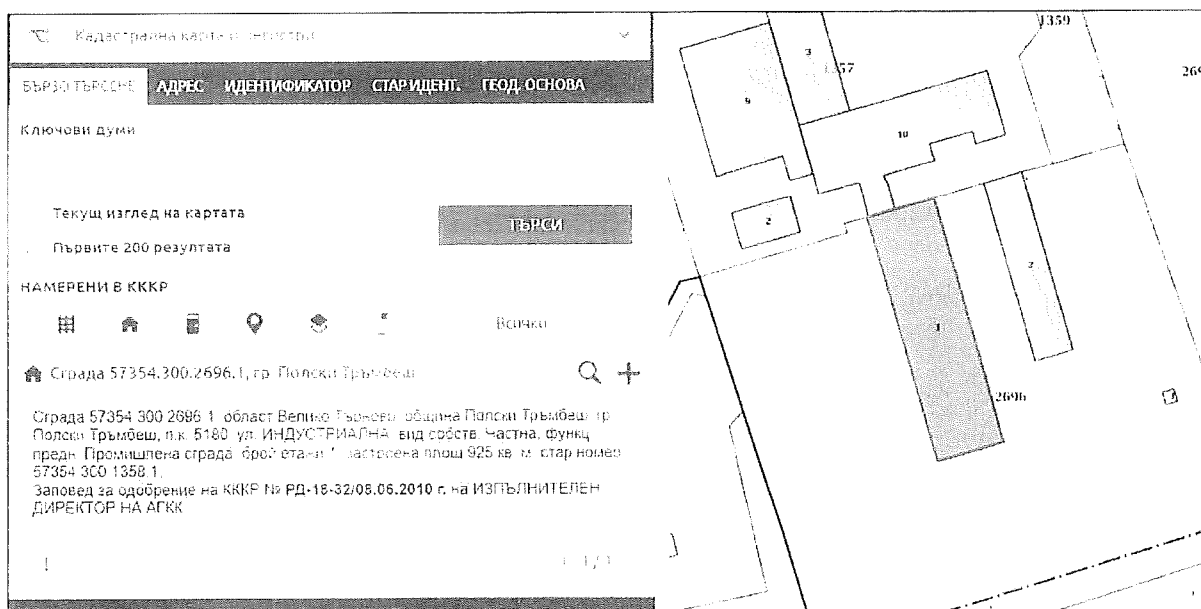 Кадастрална карта и регистри
БЪРЗО ТЪРСЕНЕ АДРЕС ИДЕНТИФИКАТОР СТАР ИДЕНТ. ГЕОД. ОСНОВА
Ключови думи
Текущ изглед на картата
Първите 200 резултата
ТЪРСИ
НАМЕРЕНИ В КККР
Всички
Сграда 57354.300.2696.1, гр. Полски Тръмбеш
Сграда 57354.300.2696.1, област Велико Търново, община Полски Тръмбеш, гр.
Полски Тръмбеш, п.к. 5180, ул. ИНДУСТРИАЛНА, вид собств. Частна, функц.
предн. Промишлена сграда, брой етажи 1, застроена площ 925 кв. м, стар номер
57354.300.1358.1,
Заповед за одобрение на КККР № РД-18-32/08.06.2010 г. на ИЗПЪЛНИТЕЛЕН
ДИРЕКТОР НА АГКК
1359
3
1357
269
9
10
2
2
1
2696